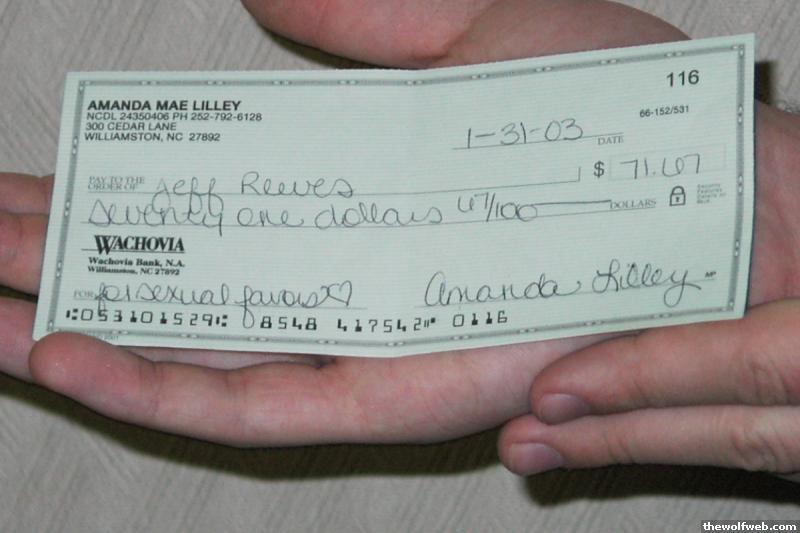 116
AMANDA MAE LILLEY
NCDL 24350406 PH 252-792-6128
300 CEDAR LANE
WILLIAMSTON, NC 27892
66-152/531
1-31-03
DATE
PAY TO THE
ORDER OF Jeff Reeves $ 71.67
seventy one dollars 67/100 DOLLARS
WACHOVIA
Wachovia Bank, N.A.
Williamston, NC 27892
FOR for sexual favors Amanda Lilley MP
⑆053101529⑆ 8548 417542⑈ 0116
thewolfweb.com